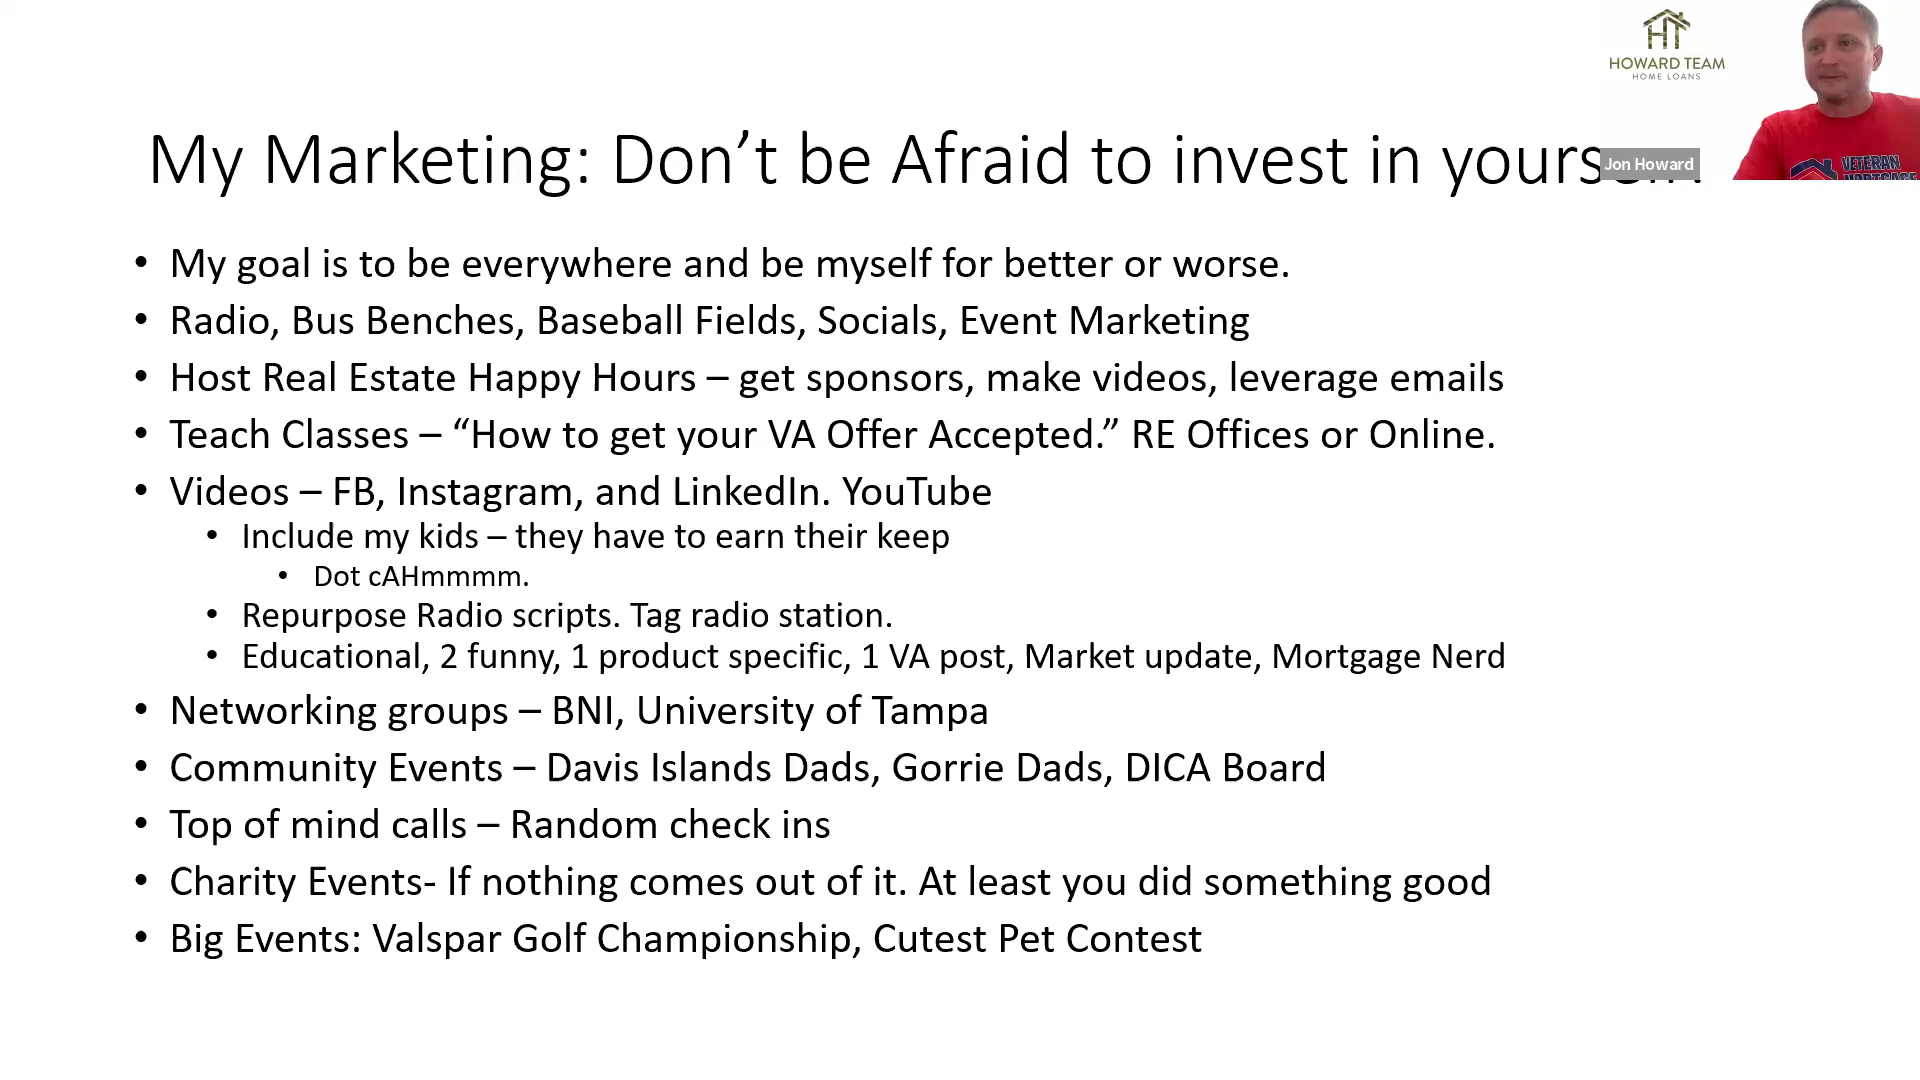 HOWARD TEAM
HOME LOANS
My Marketing: Don’t be Afraid to invest in
Jon Howard
VETERAN
MORTGAGE
• My goal is to be everywhere and be myself for better or worse.
• Radio, Bus Benches, Baseball Fields, Socials, Event Marketing
• Host Real Estate Happy Hours – get sponsors, make videos, leverage emails
• Teach Classes – “How to get your VA Offer Accepted.” RE Offices or Online.
• Videos – FB, Instagram, and LinkedIn. YouTube
• Include my kids – they have to earn their keep
• Dot cAHmmmm.
• Repurpose Radio scripts. Tag radio station.
• Educational, 2 funny, 1 product specific, 1 VA post, Market update, Mortgage Nerd
• Networking groups – BNI, University of Tampa
• Community Events – Davis Islands Dads, Gorrie Dads, DICA Board
• Top of mind calls – Random check ins
• Charity Events- If nothing comes out of it. At least you did something good
• Big Events: Valspar Golf Championship, Cutest Pet Contest